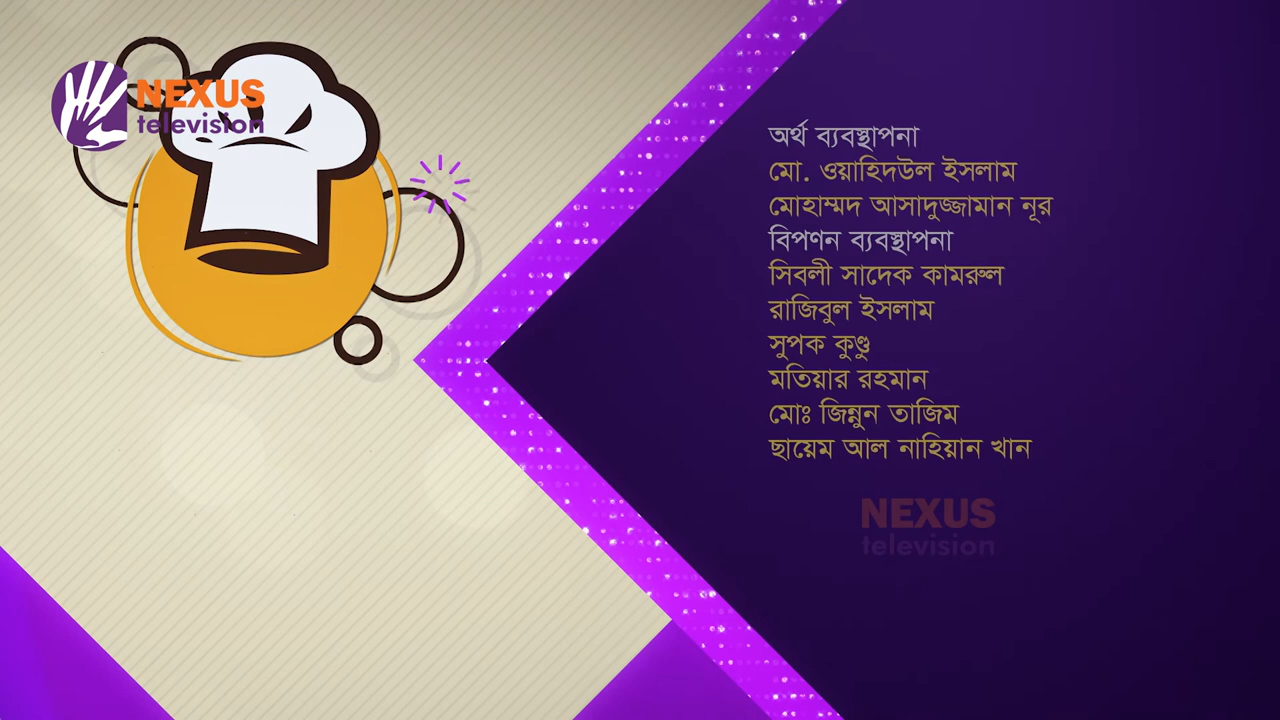 NEXUS
television
অর্থ ব্যবস্থাপনা
মো. ওয়াহিদউল ইসলাম
মোহাম্মদ আসাদুজ্জামান নূর
বিপণন ব্যবস্থাপনা
সিবলী সাদেক কামরুল
রাজিবুল ইসলাম
সুপক কুণ্ডু
মতিয়ার রহমান
মোঃ জিন্নুন তাজিম
ছায়েম আল নাহিয়ান খান
NEXUS
television